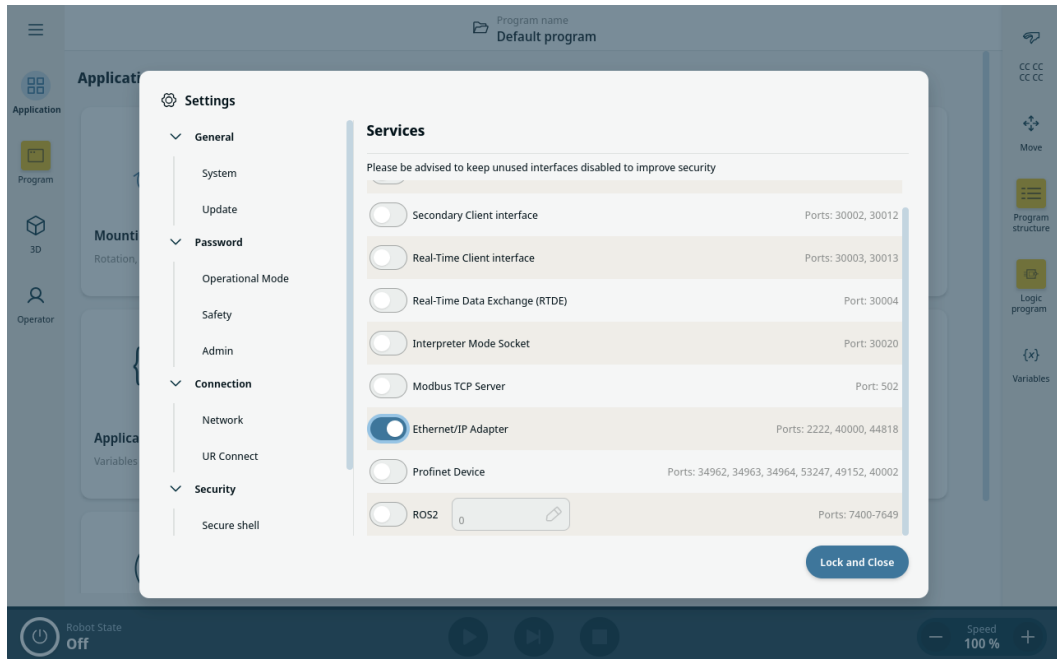 Program name
Default program
Applicati
Application
Program
3D
Operator
Mounti
Rotation,
Applica
Variables
Settings
General
System
Update
Password
Operational Mode
Safety
Admin
Connection
Network
UR Connect
Security
Secure shell
Services
Please be advised to keep unused interfaces disabled to improve security
Secondary Client interface Ports: 30002, 30012
Real-Time Client interface Ports: 30003, 30013
Real-Time Data Exchange (RTDE) Port: 30004
Interpreter Mode Socket Port: 30020
Modbus TCP Server Port: 502
Ethernet/IP Adapter Ports: 2222, 40000, 44818
Profinet Device Ports: 34962, 34963, 34964, 53247, 49152, 40002
ROS2 0 Ports: 7400-7649
Lock and Close
CC CC
CC CC
Move
Program
structure
Logic
program
{x}
Variables
Robot State
Off
Speed
100 %